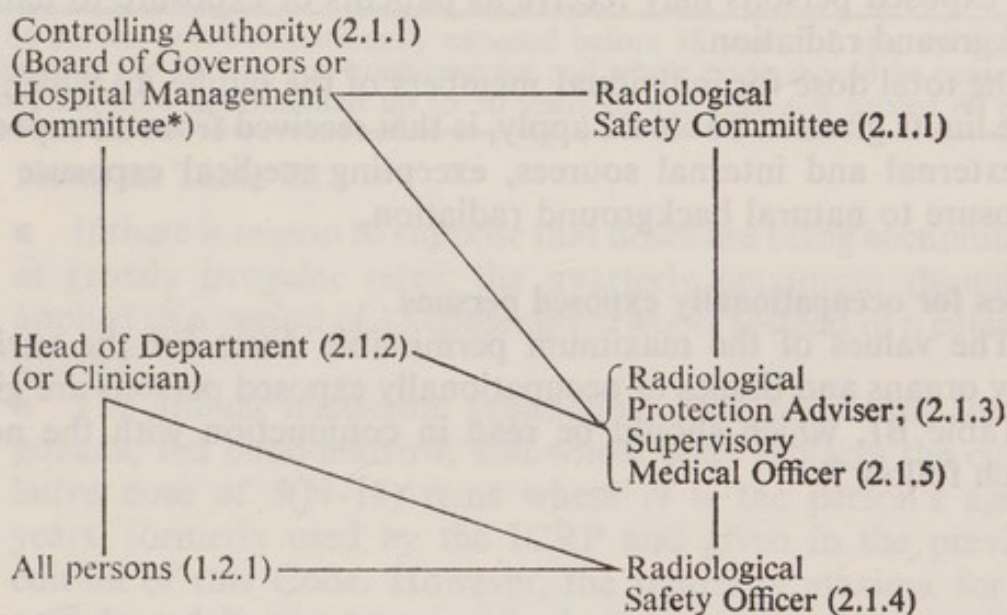 Controlling Authority (2.1.1)
(Board of Governors or
Hospital Management
Committee*)
Radiological
Safety Committee (2.1.1)
Head of Department (2.1.2)
(or Clinician)
Radiological
Protection Adviser; (2.1.3)
Supervisory
Medical Officer (2.1.5)
All persons (1.2.1)
Radiological
Safety Officer (2.1.4)